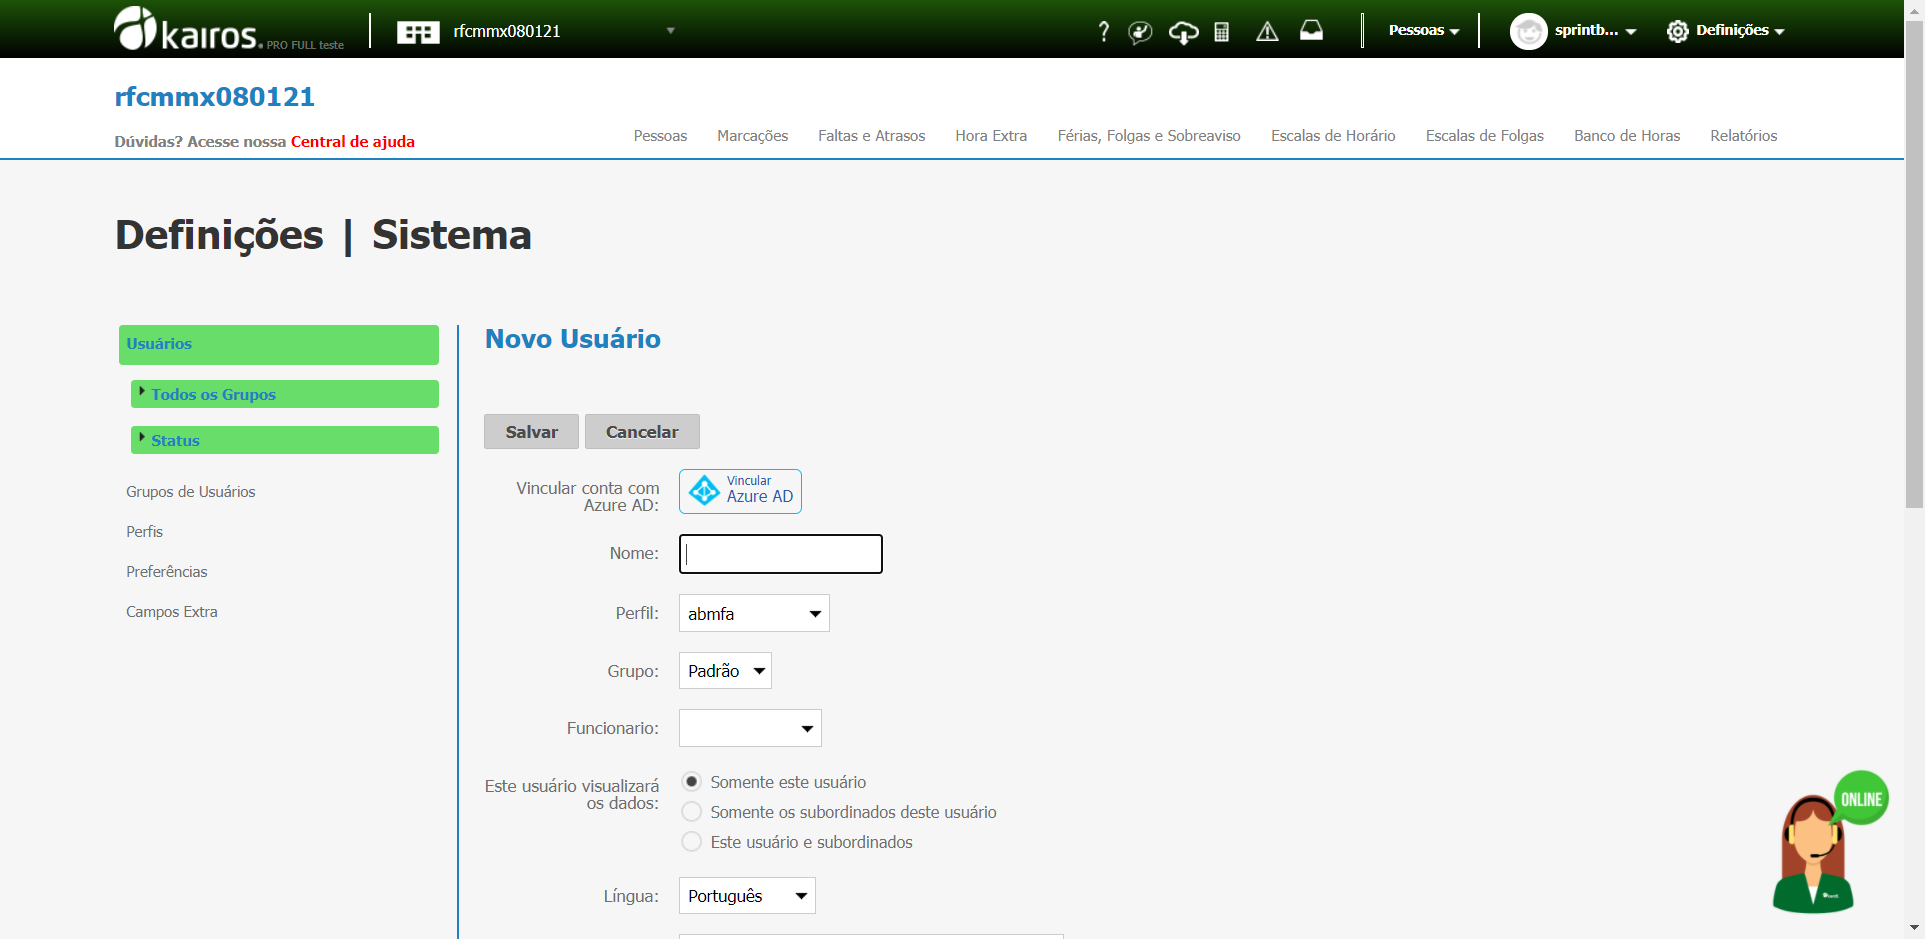 kairos. PRO FULL teste
rfcmmx080121
?
Pessoas
sprintb...
Definições
rfcmmx080121
Dúvidas? Acesse nossa Central de ajuda
Pessoas Marcações Faltas e Atrasos Hora Extra Férias, Folgas e Sobreaviso Escalas de Horário Escalas de Folgas Banco de Horas Relatórios
Definições | Sistema
Usuários
Todos os Grupos
Status
Grupos de Usuários
Perfis
Preferências
Campos Extra
Novo Usuário
Salvar Cancelar
Vincular conta com
Azure AD:
Vincular
Azure AD
Nome:
Perfil: abmfa
Grupo: Padrão
Funcionario:
Este usuário visualizará
os dados:
Somente este usuário
Somente os subordinados deste usuário
Este usuário e subordinados
Língua: Português
ONLINE